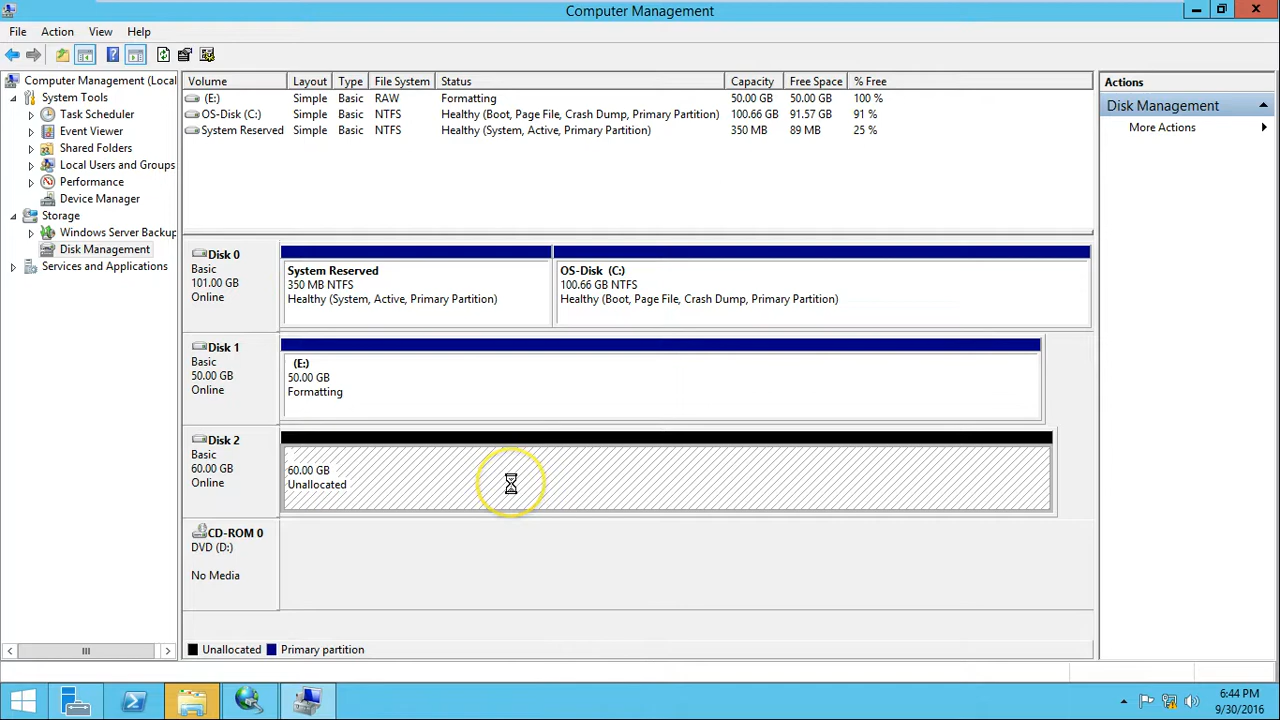 Computer Management
File Action View Help
Computer Management (Local
System Tools
Task Scheduler
Event Viewer
Shared Folders
Local Users and Groups
Performance
Device Manager
Storage
Windows Server Backup
Disk Management
Services and Applications
Volume Layout Type File System Status Capacity Free Space % Free
(E:) Simple Basic RAW Formatting 50.00 GB 50.00 GB 100 %
OS-Disk (C:) Simple Basic NTFS Healthy (Boot, Page File, Crash Dump, Primary Partition) 100.66 GB 91.57 GB 91 %
System Reserved Simple Basic NTFS Healthy (System, Active, Primary Partition) 350 MB 89 MB 25 %
Disk 0
Basic
101.00 GB
Online
System Reserved
350 MB NTFS
Healthy (System, Active, Primary Partition)
OS-Disk (C:)
100.66 GB NTFS
Healthy (Boot, Page File, Crash Dump, Primary Partition)
Disk 1
Basic
50.00 GB
Online
(E:)
50.00 GB
Formatting
Disk 2
Basic
60.00 GB
Online
60.00 GB
Unallocated
CD-ROM 0
DVD (D:)
No Media
Unallocated Primary partition
Actions
Disk Management
More Actions
6:44 PM
9/30/2016